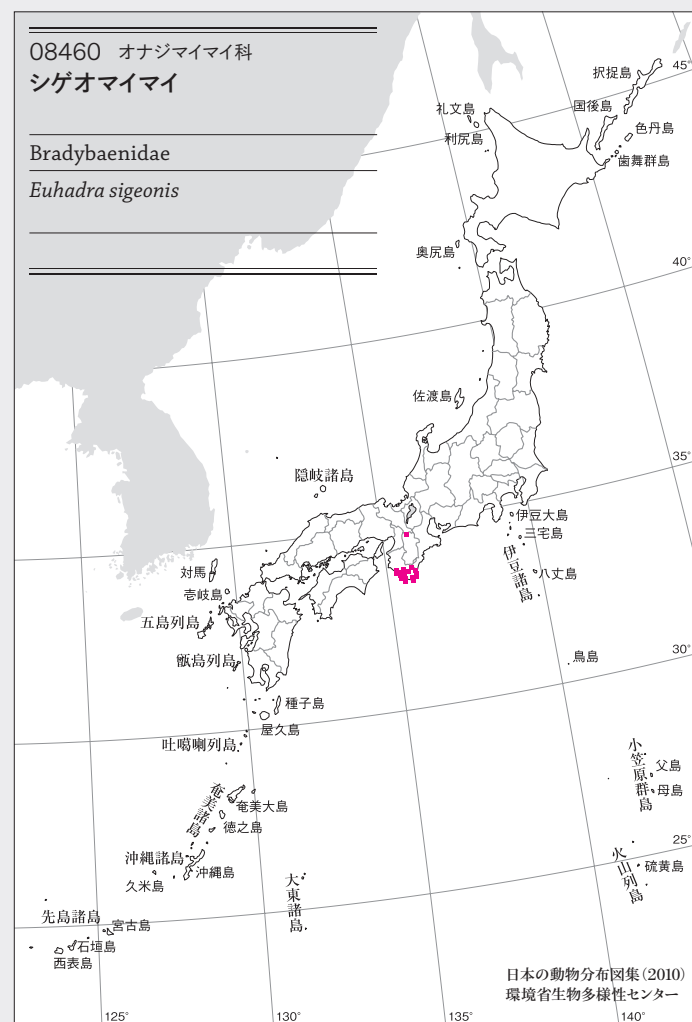 08460 オナジマイマイ科
シゲオマイマイ
Bradybaenidae
Euhadra sigeonis
45°
択捉島
国後島
礼文島
色丹島
利尻島
歯舞群島
奥尻島
40°
佐渡島
35°
隠岐諸島
伊豆大島
三宅島
伊豆諸島
八丈島
対馬
壱岐島
五島列島
甑島列島
鳥島
30°
種子島
屋久島
吐噶喇列島
小笠原群島
父島
母島
奄美諸島
奄美大島
徳之島
沖縄諸島
沖縄島
久米島
25°
火山列島
硫黄島
大東諸島
先島諸島
宮古島
石垣島
西表島
日本の動物分布図集(2010)
環境省生物多様性センター
125°
130°
135°
140°